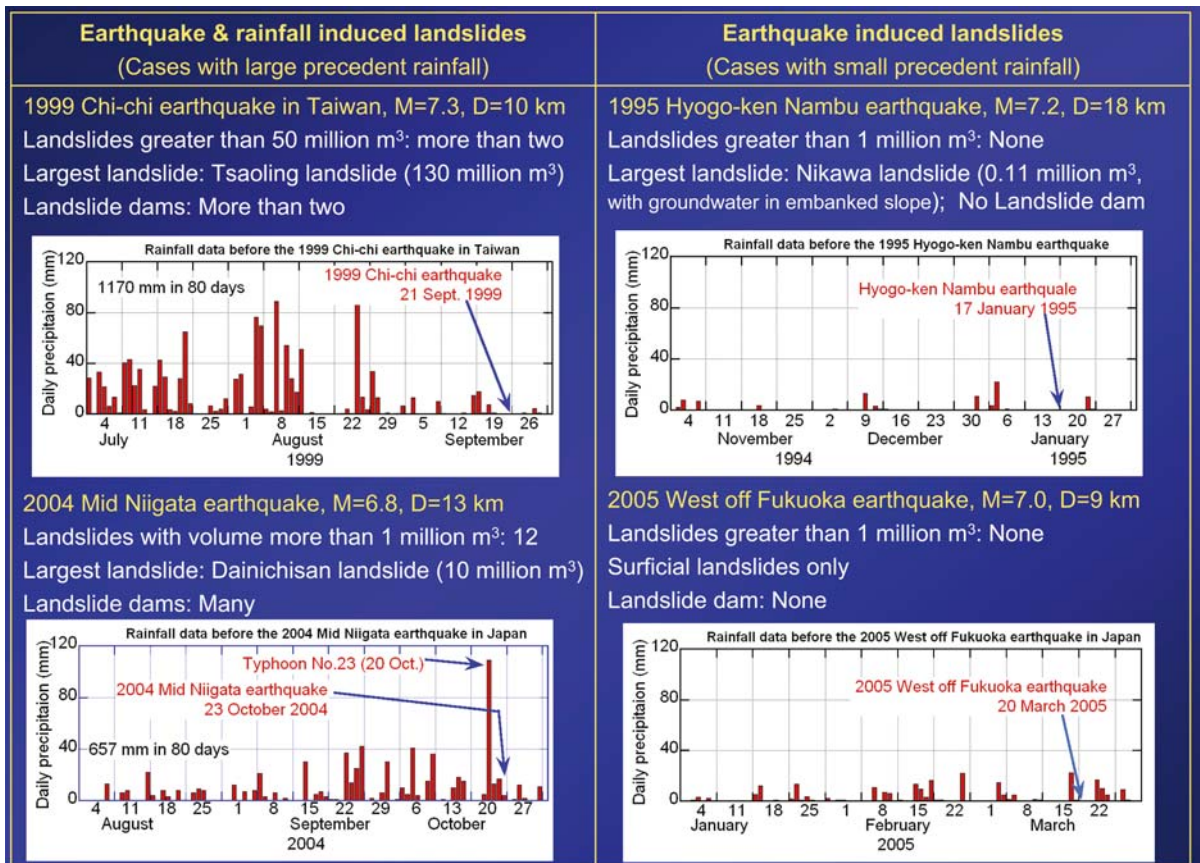 Earthquake & rainfall induced landslides
(Cases with large precedent rainfall)
1999 Chi-chi earthquake in Taiwan, M=7.3, D=10 km
Landslides greater than 50 million m³: more than two
Largest landslide: Tsaoling landslide (130 million m³)
Landslide dams: More than two
Rainfall data before the 1999 Chi-chi earthquake in Taiwan
Daily precipitaion (mm)
120
80
40
0
1170 mm in 80 days
1999 Chi-chi earthquake
21 Sept. 1999
4 11 18 25 1 8 15 22 29 5 12 19 26
July August September
1999
2004 Mid Niigata earthquake, M=6.8, D=13 km
Landslides with volume more than 1 million m³: 12
Largest landslide: Dainichisan landslide (10 million m³)
Landslide dams: Many
Rainfall data before the 2004 Mid Niigata earthquake in Japan
Daily precipitaion (mm)
120
80
40
0
Typhoon No.23 (20 Oct.)
2004 Mid Niigata earthquake
23 October 2004
657 mm in 80 days
4 11 18 25 1 8 15 22 29 6 13 20 27
August September October
2004
Earthquake induced landslides
(Cases with small precedent rainfall)
1995 Hyogo-ken Nambu earthquake, M=7.2, D=18 km
Landslides greater than 1 million m³: None
Largest landslide: Nikawa landslide (0.11 million m³,
with groundwater in embanked slope); No Landslide dam
Rainfall data before the 1995 Hyogo-ken Nambu earthquake
Daily precipitaion (mm)
120
80
40
0
Hyogo-ken Nambu earthquale
17 January 1995
4 11 18 25 2 9 16 23 30 6 13 20 27
November December January
1994 1995
2005 West off Fukuoka earthquake, M=7.0, D=9 km
Landslides greater than 1 million m³: None
Surficial landslides only
Landslide dam: None
Rainfall data before the 2005 West off Fukuoka earthquake in Japan
Daily precipitaion (mm)
120
80
40
0
2005 West off Fukuoka earthquake
20 March 2005
4 11 18 25 1 8 15 22 1 8 15 22
January February March
2005